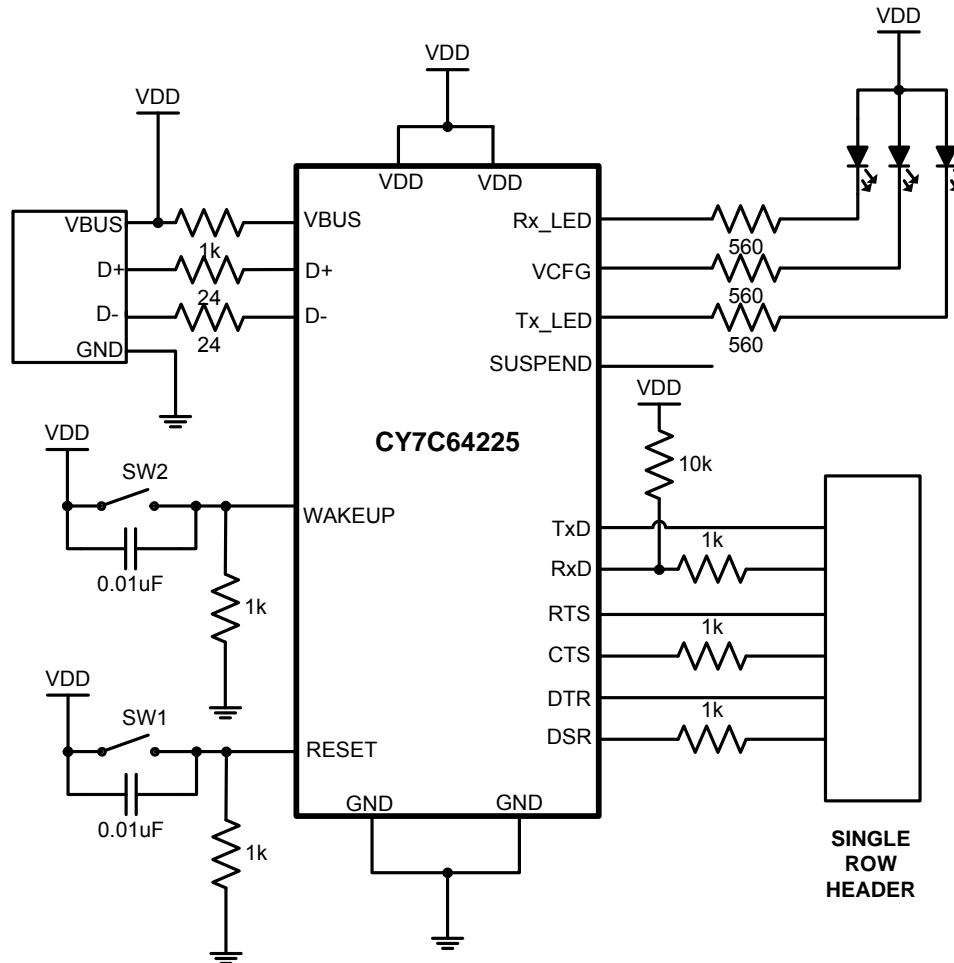 VDD
VDD
VDD
VDD
VDD
VBUS
1k
VBUS
Rx_LED
560
D+
24
D+
VCFG
560
D-
24
D-
Tx_LED
560
GND
SUSPEND
VDD
VDD
CY7C64225
10k
SW2
WAKEUP
0.01uF
1k
TxD
RxD
1k
RTS
CTS
1k
DTR
DSR
1k
VDD
SW1
RESET
0.01uF
1k
GND
GND
SINGLE
ROW
HEADER